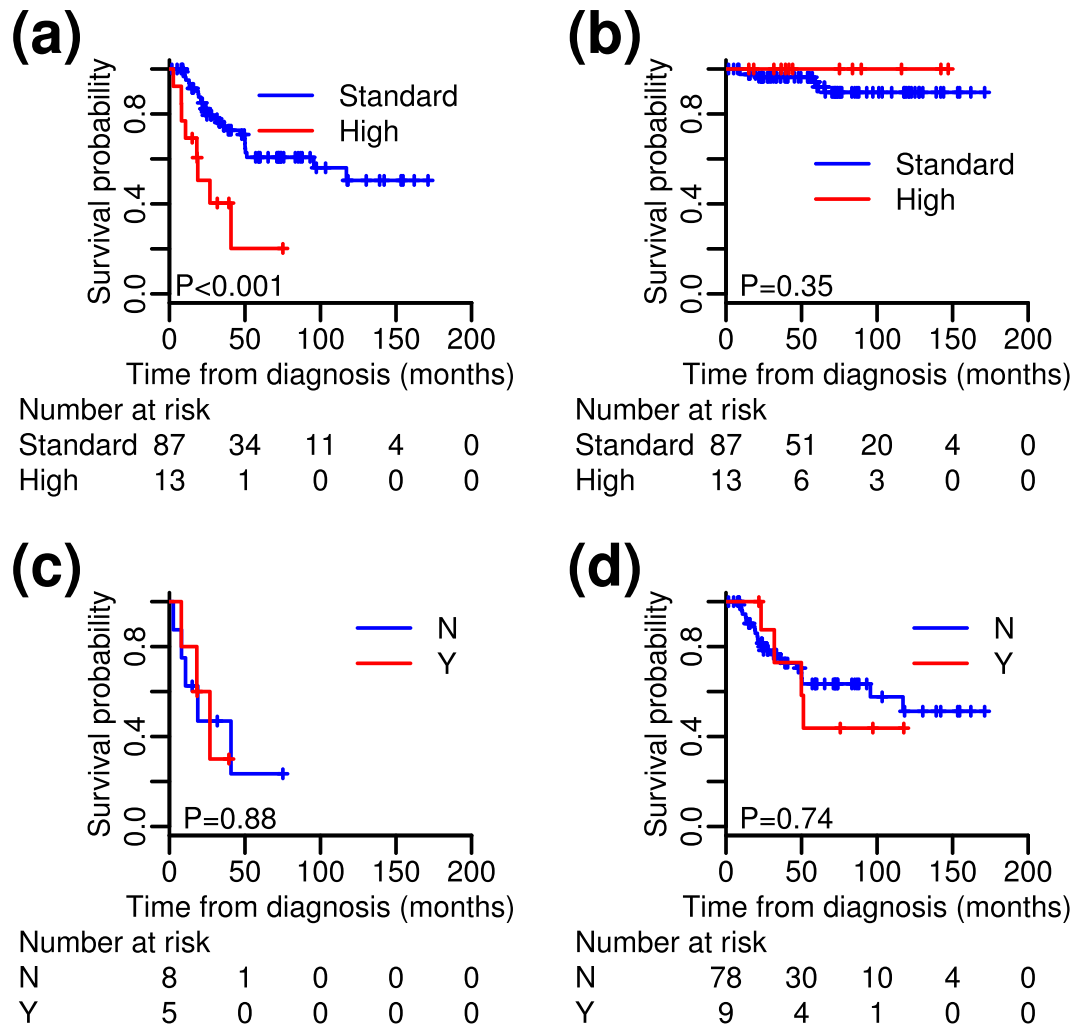 (a)
Survival probability
0.0 0.4 0.8
Standard
High
P<0.001
0 50 100 150 200
Time from diagnosis (months)
Number at risk
Standard 87 34 11 4 0
High 13 1 0 0 0
(b)
Survival probability
0.0 0.4 0.8
Standard
High
P=0.35
0 50 100 150 200
Time from diagnosis (months)
Number at risk
Standard 87 51 20 4 0
High 13 6 3 0 0
(c)
Survival probability
0.0 0.4 0.8
N
Y
P=0.88
0 50 100 150 200
Time from diagnosis (months)
Number at risk
N 8 1 0 0 0
Y 5 0 0 0 0
(d)
Survival probability
0.0 0.4 0.8
N
Y
P=0.74
0 50 100 150 200
Time from diagnosis (months)
Number at risk
N 78 30 10 4 0
Y 9 4 1 0 0